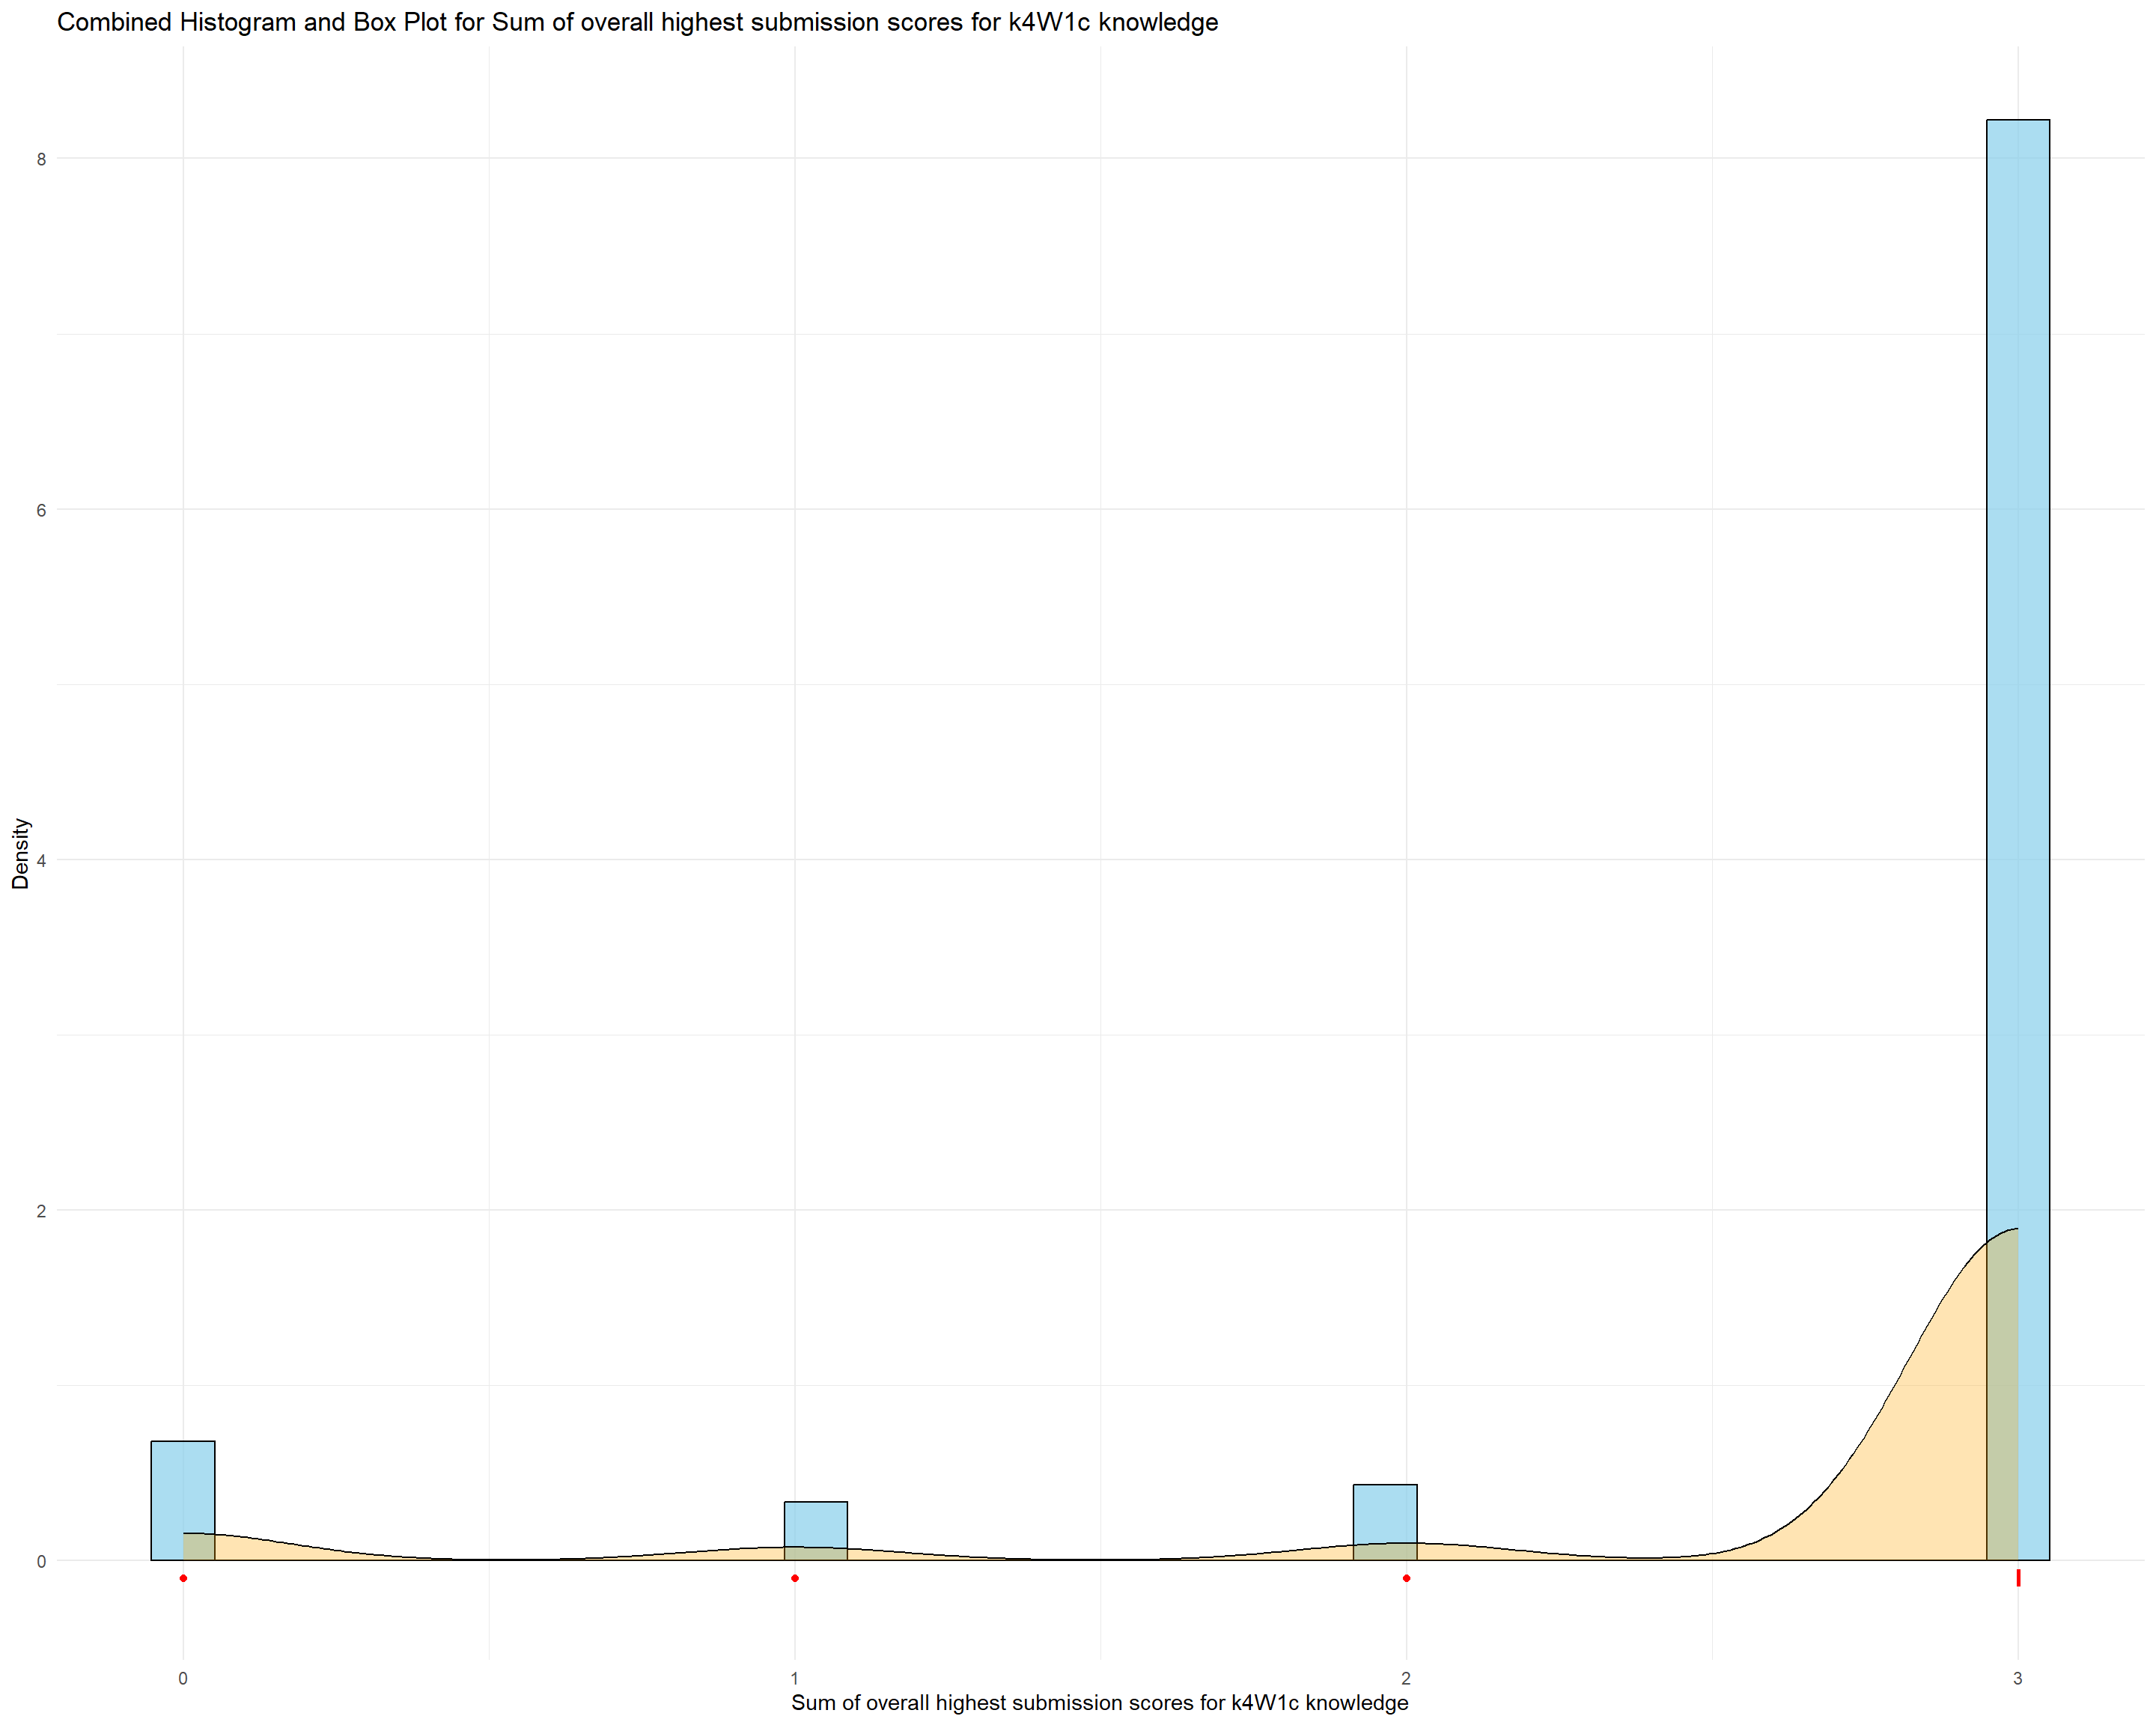 Combined Histogram and Box Plot for Sum of overall highest submission scores for k4W1c knowledge
8
6
4
2
0
Density
0 1 2 3
Sum of overall highest submission scores for k4W1c knowledge